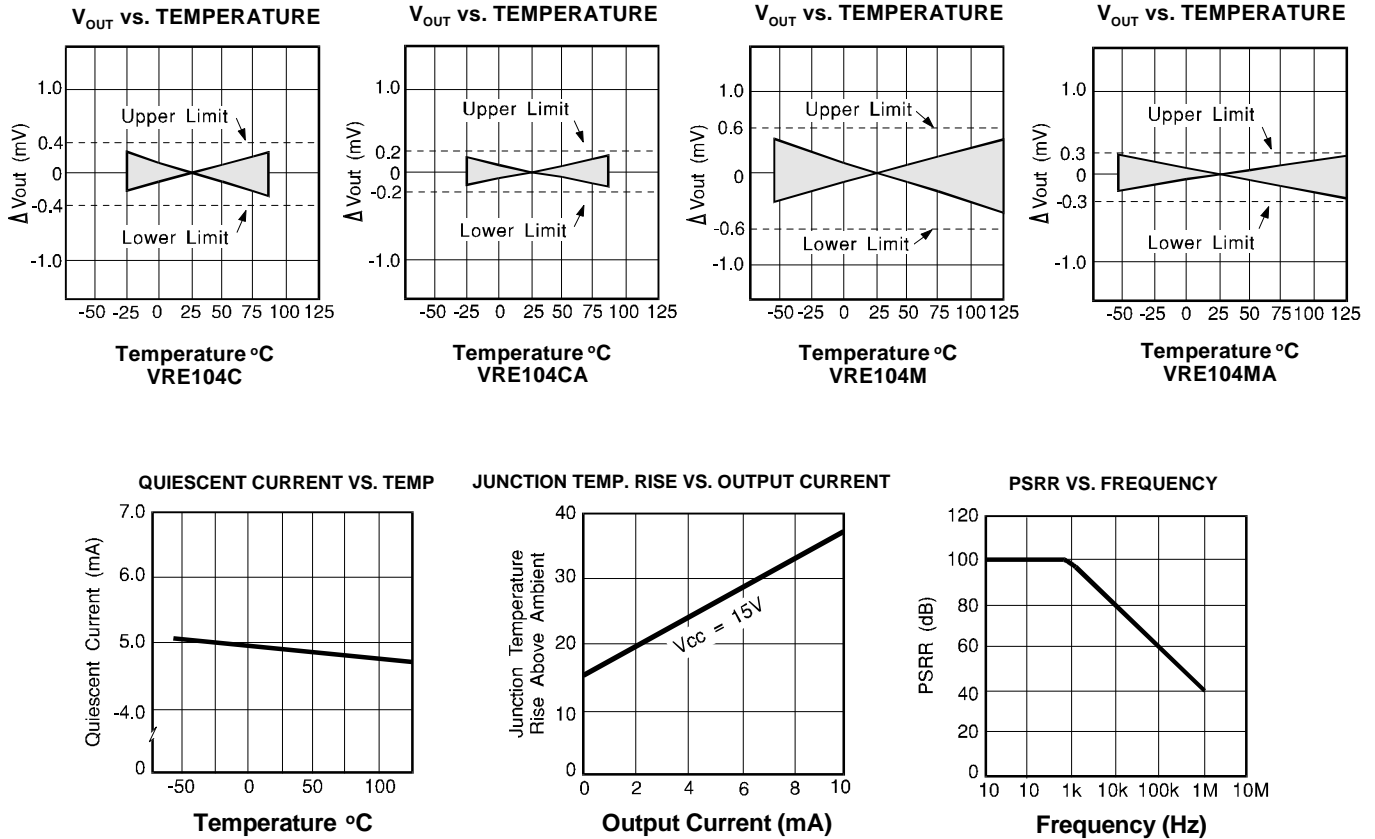 V_OUT vs. TEMPERATURE
Δ Vout (mV)
1.0
0.4
0
-0.4
-1.0
Upper Limit
Lower Limit
-50 -25 0 25 50 75 100 125
Temperature °C
VRE104C
V_OUT vs. TEMPERATURE
Δ Vout (mV)
1.0
0.2
0
-0.2
-1.0
Upper Limit
Lower Limit
-50 -25 0 25 50 75 100 125
Temperature °C
VRE104CA
V_OUT vs. TEMPERATURE
Δ Vout (mV)
1.0
0.6
0
-0.6
-1.0
Upper Limit
Lower Limit
-50 -25 0 25 50 75 100 125
Temperature °C
VRE104M
V_OUT vs. TEMPERATURE
Δ Vout (mV)
1.0
0.3
0
-0.3
-1.0
Upper Limit
Lower Limit
-50 -25 0 25 50 75 100 125
Temperature °C
VRE104MA
QUIESCENT CURRENT VS. TEMP
Quiescent Current (mA)
7.0
6.0
5.0
-4.0
0
-50 0 50 100
Temperature °C
JUNCTION TEMP. RISE VS. OUTPUT CURRENT
Junction Temperature
Rise Above Ambient
40
30
20
10
0
Vcc = 15V
0 2 4 6 8 10
Output Current (mA)
PSRR VS. FREQUENCY
PSRR (dB)
120
100
80
60
40
20
0
10 10 1k 10k 100k 1M 10M
Frequency (Hz)